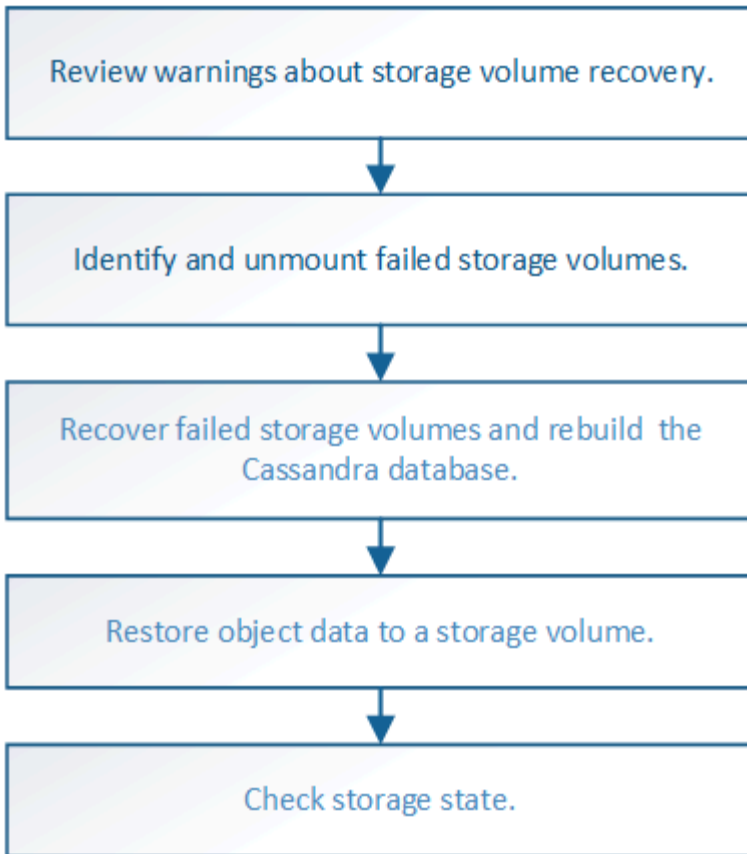 Review warnings about storage volume recovery.
Identify and unmount failed storage volumes.
Recover failed storage volumes and rebuild the
Cassandra database.
Restore object data to a storage volume.
Check storage state.